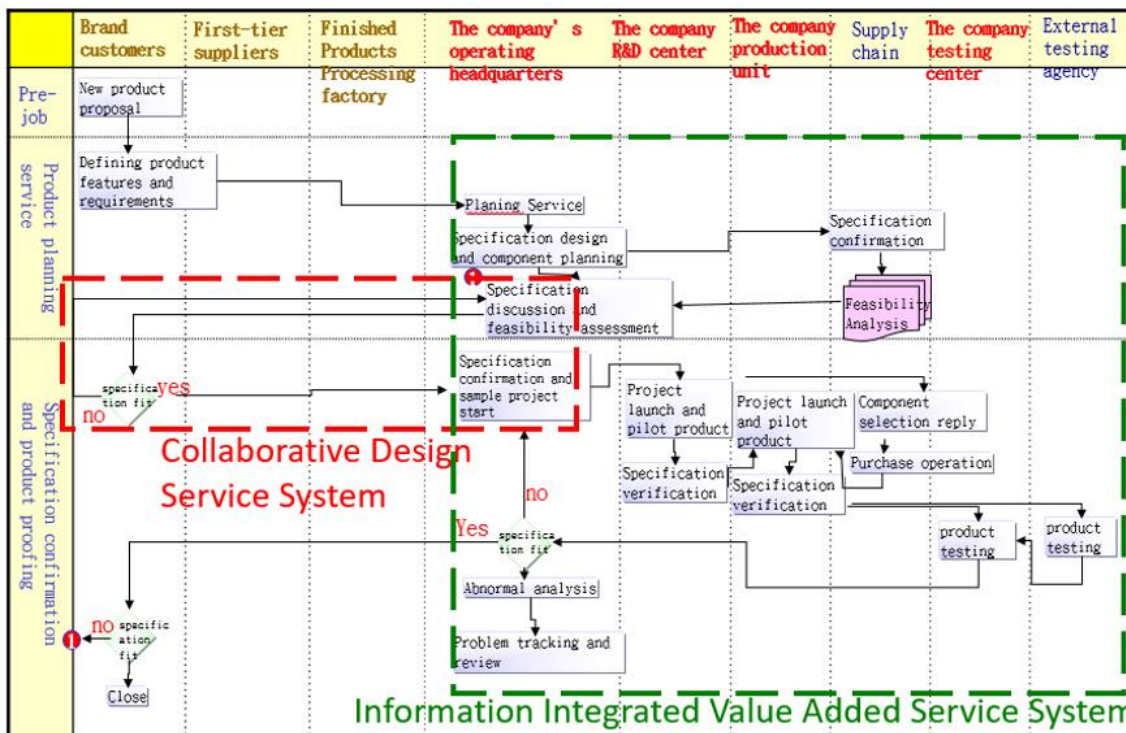 Brand
customers
First-tier
suppliers
Finished
Products
Processing
factory
The company's
operating
headquarters
The company
R&D center
The company
production
unit
Supply
chain
The company
testing
center
External
testing
agency
Pre-
job
New product
proposal
Product planning
service
Defining product
features and
requirements
Planing Service
Specification design
and component planning
Specification
confirmation
Specification
discussion and
feasibility assessment
Feasibility
Analysis
Specification confirmation
and product proofing
specifica
tion fit
yes
no
Specification
confirmation and
sample project
start
Project
launch and
pilot product
Project launch
and pilot
product
Component
selection reply
Collaborative Design
Service System
Purchase operation
Specification
verification
Specification
verification
no
Yes
specifica
tion fit
product
testing
product
testing
Abnormal analysis
no
specific
ation
fit
1
Problem tracking and
review
Close
Information Integrated Value Added Service System